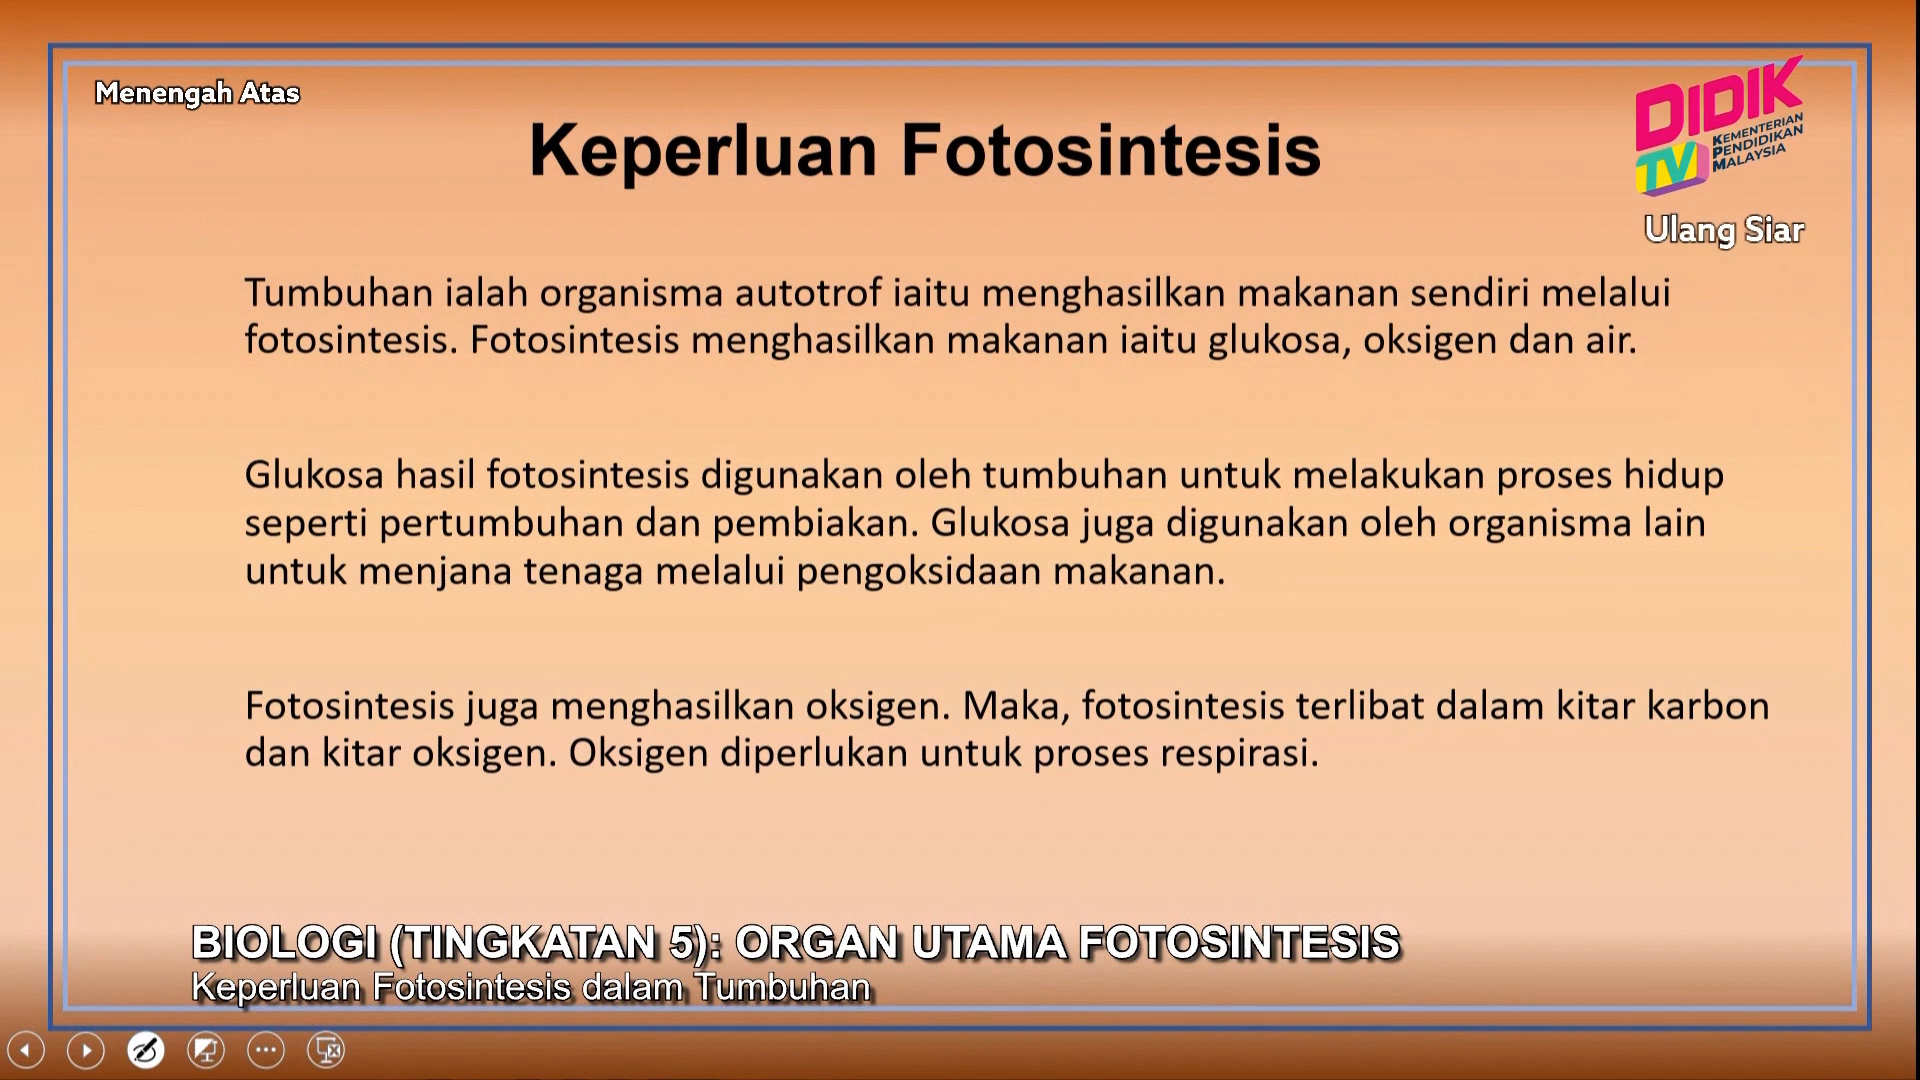 Menengah Atas
DIDIK
TV
KEMENTERIAN
PENDIDIKAN
MALAYSIA
Ulang Siar
Keperluan Fotosintesis
Tumbuhan ialah organisma autotrof iaitu menghasilkan makanan sendiri melalui
fotosintesis. Fotosintesis menghasilkan makanan iaitu glukosa, oksigen dan air.
Glukosa hasil fotosintesis digunakan oleh tumbuhan untuk melakukan proses hidup
seperti pertumbuhan dan pembiakan. Glukosa juga digunakan oleh organisma lain
untuk menjana tenaga melalui pengoksidaan makanan.
Fotosintesis juga menghasilkan oksigen. Maka, fotosintesis terlibat dalam kitar karbon
dan kitar oksigen. Oksigen diperlukan untuk proses respirasi.
BIOLOGI (TINGKATAN 5): ORGAN UTAMA FOTOSINTESIS
Keperluan Fotosintesis dalam Tumbuhan